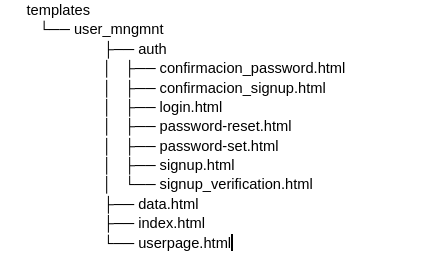 templates
└── user_mngmnt
├── auth
│ ├── confirmacion_password.html
│ ├── confirmacion_signup.html
│ ├── login.html
│ ├── password-reset.html
│ ├── password-set.html
│ ├── signup.html
│ └── signup_verification.html
├── data.html
├── index.html
└── userpage.html